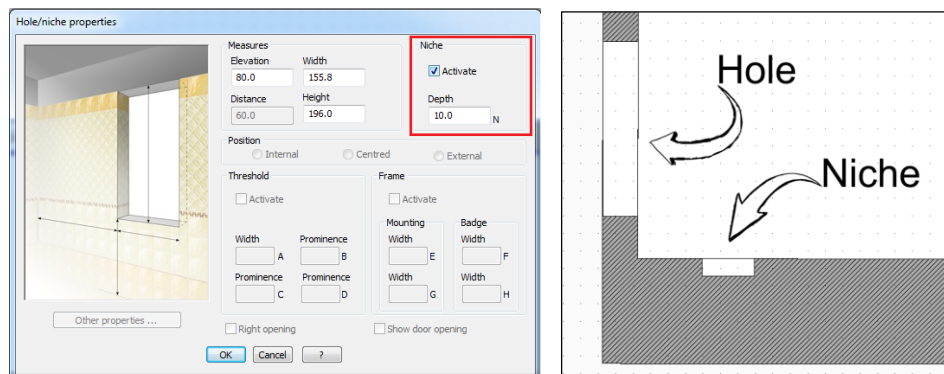 Hole/niche properties
Measures
Elevation Width
80.0 155.8
Distance Height
60.0 196.0
Niche
Activate
Depth
10.0 N
Position
Internal Centred External
Threshold
Activate
Width Prominence
A B
Prominence Prominence
C D
Frame
Activate
Mounting Badge
Width Width
E F
Width Width
G H
Other properties ...
Right opening Show door opening
OK Cancel ?
Hole
Niche